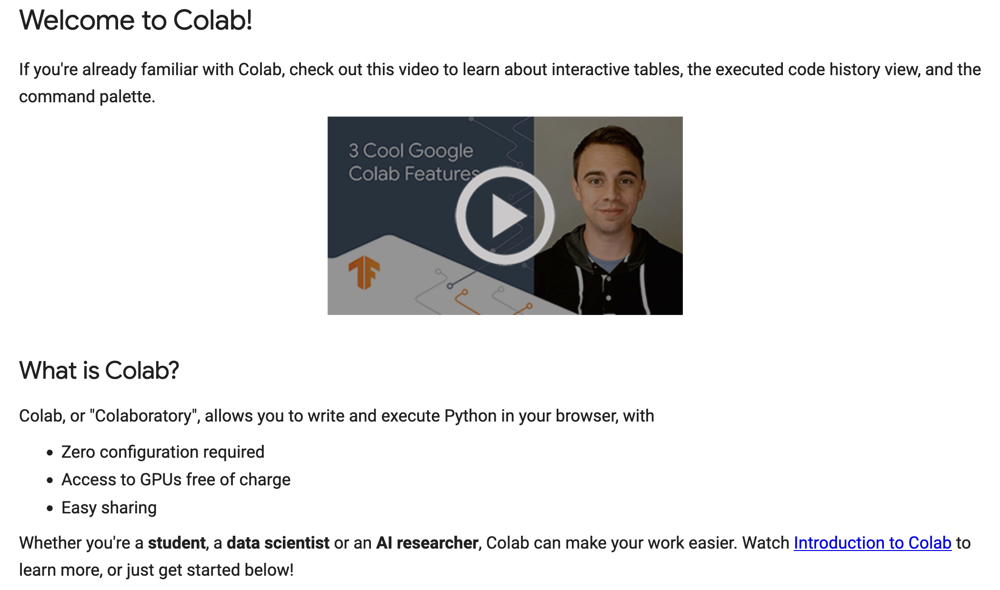 Welcome to Colab!
If you're already familiar with Colab, check out this video to learn about interactive tables, the executed code history view, and the
command palette.
3 Cool Google
Colab Features
What is Colab?
Colab, or "Colaboratory", allows you to write and execute Python in your browser, with
• Zero configuration required
• Access to GPUs free of charge
• Easy sharing
Whether you're a student, a data scientist or an AI researcher, Colab can make your work easier. Watch Introduction to Colab to
learn more, or just get started below!